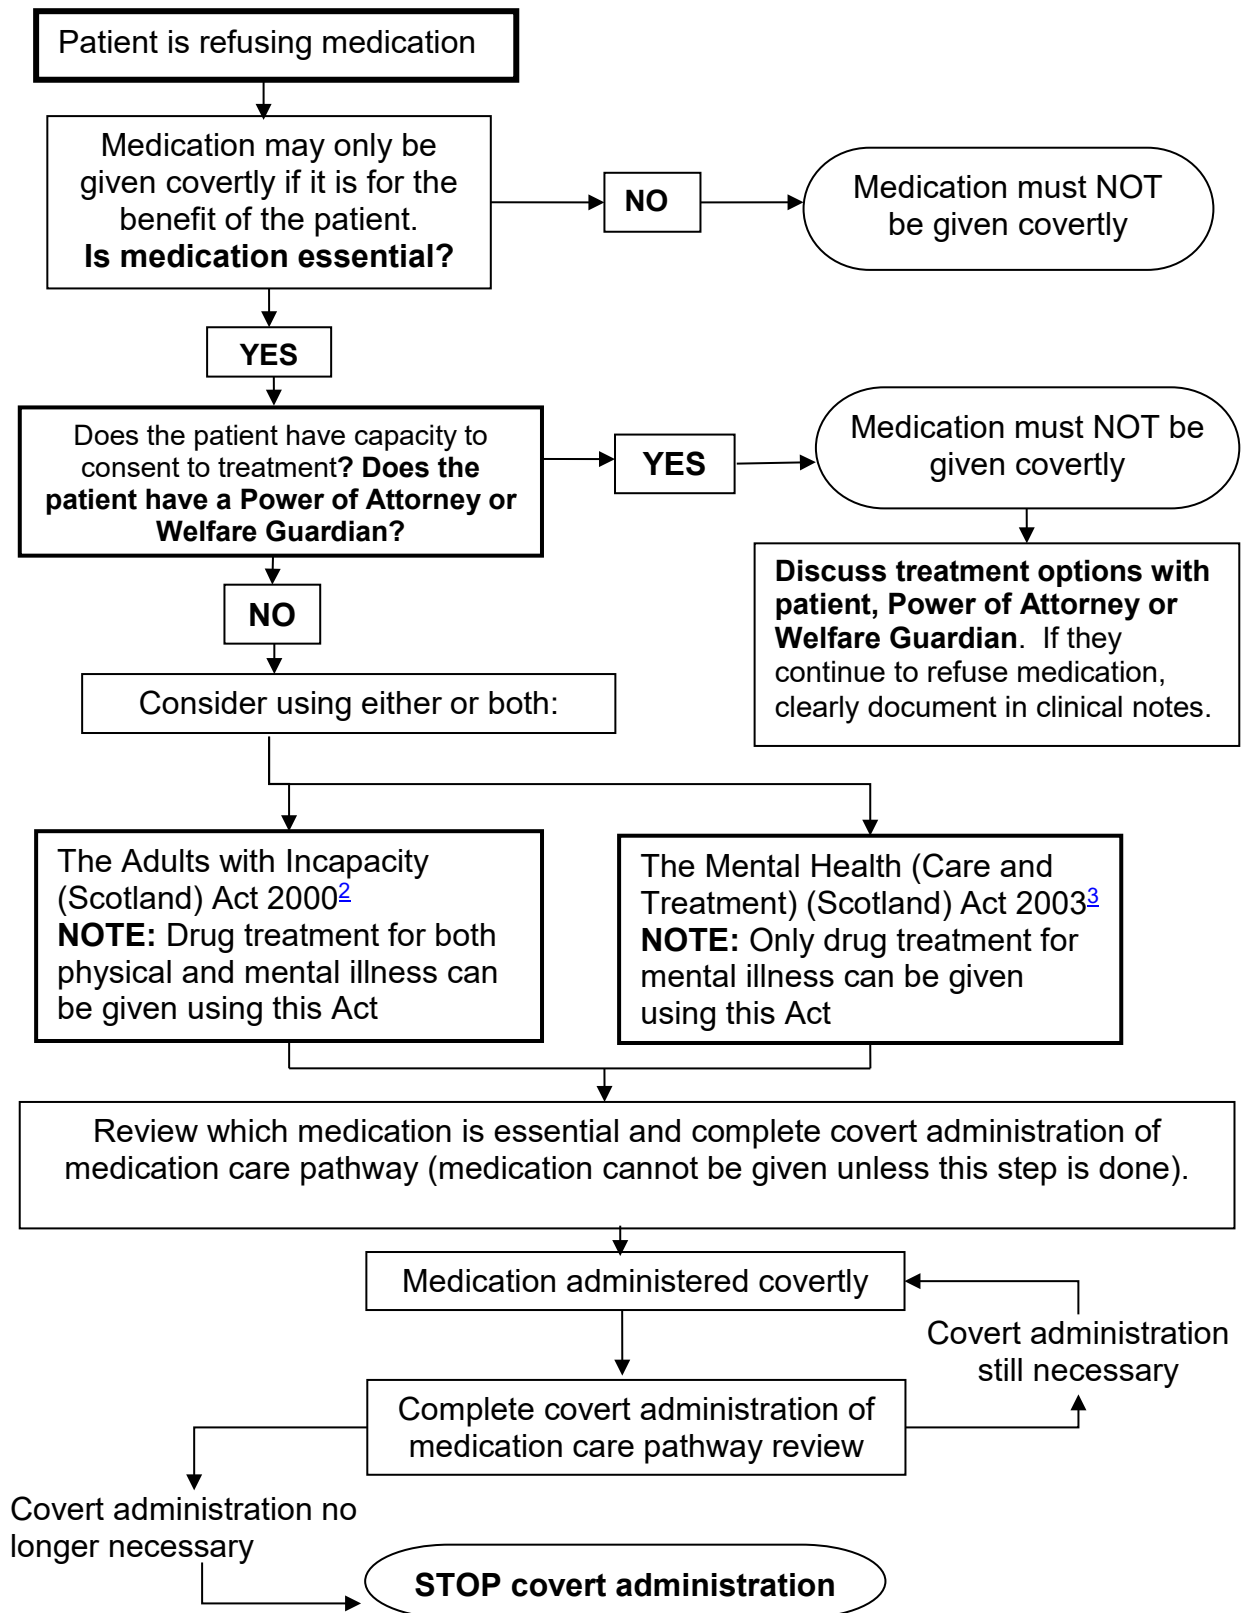 Patient is refusing medication
Medication may only be
given covertly if it is for the
benefit of the patient.
Is medication essential?
NO
Medication must NOT
be given covertly
YES
Does the patient have capacity to
consent to treatment? Does the
patient have a Power of Attorney or
Welfare Guardian?
YES
Medication must NOT be
given covertly
Discuss treatment options with
patient, Power of Attorney or
Welfare Guardian. If they
continue to refuse medication,
clearly document in clinical notes.
NO
Consider using either or both:
The Adults with Incapacity
(Scotland) Act 20002
NOTE: Drug treatment for both
physical and mental illness can
be given using this Act
The Mental Health (Care and
Treatment) (Scotland) Act 20033
NOTE: Only drug treatment for
mental illness can be given
using this Act
Review which medication is essential and complete covert administration of
medication care pathway (medication cannot be given unless this step is done).
Medication administered covertly
Covert administration
still necessary
Complete covert administration of
medication care pathway review
Covert administration no
longer necessary
STOP covert administration